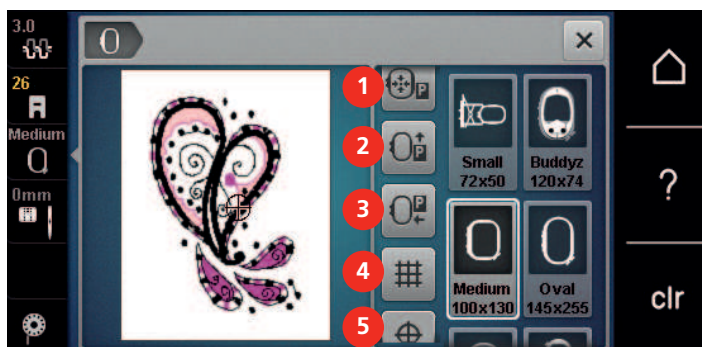 3.0
26
Medium
0mm
1
P
2
P
3
P
4
5
Small
72x50
Buddyz
120x74
Medium
100x130
Oval
145x255
?
clr